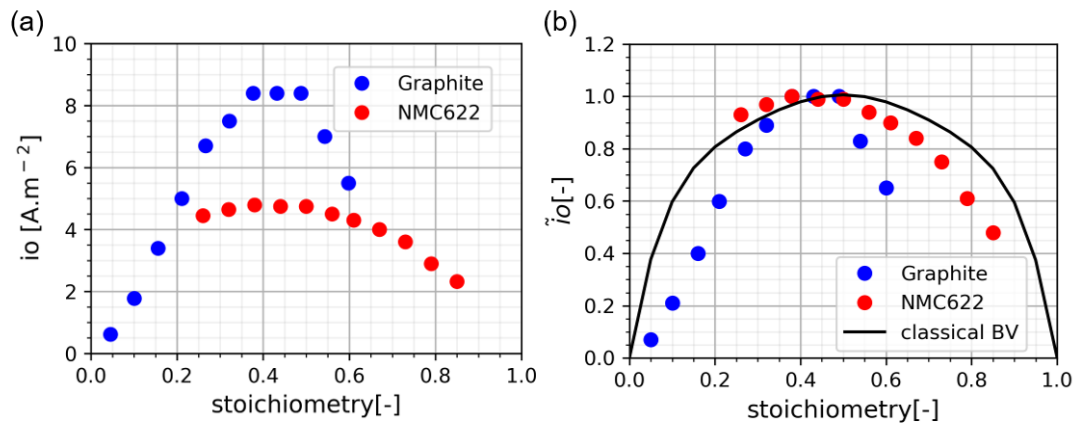 (a)
10
8
6
4
2
0
io [A.m⁻²]
Graphite
NMC622
0.0 0.2 0.4 0.6 0.8 1.0
stoichiometry[-]
(b)
1.2
1.0
0.8
0.6
0.4
0.2
0.0
ĩo[-]
Graphite
NMC622
classical BV
0.0 0.2 0.4 0.6 0.8 1.0
stoichiometry[-]